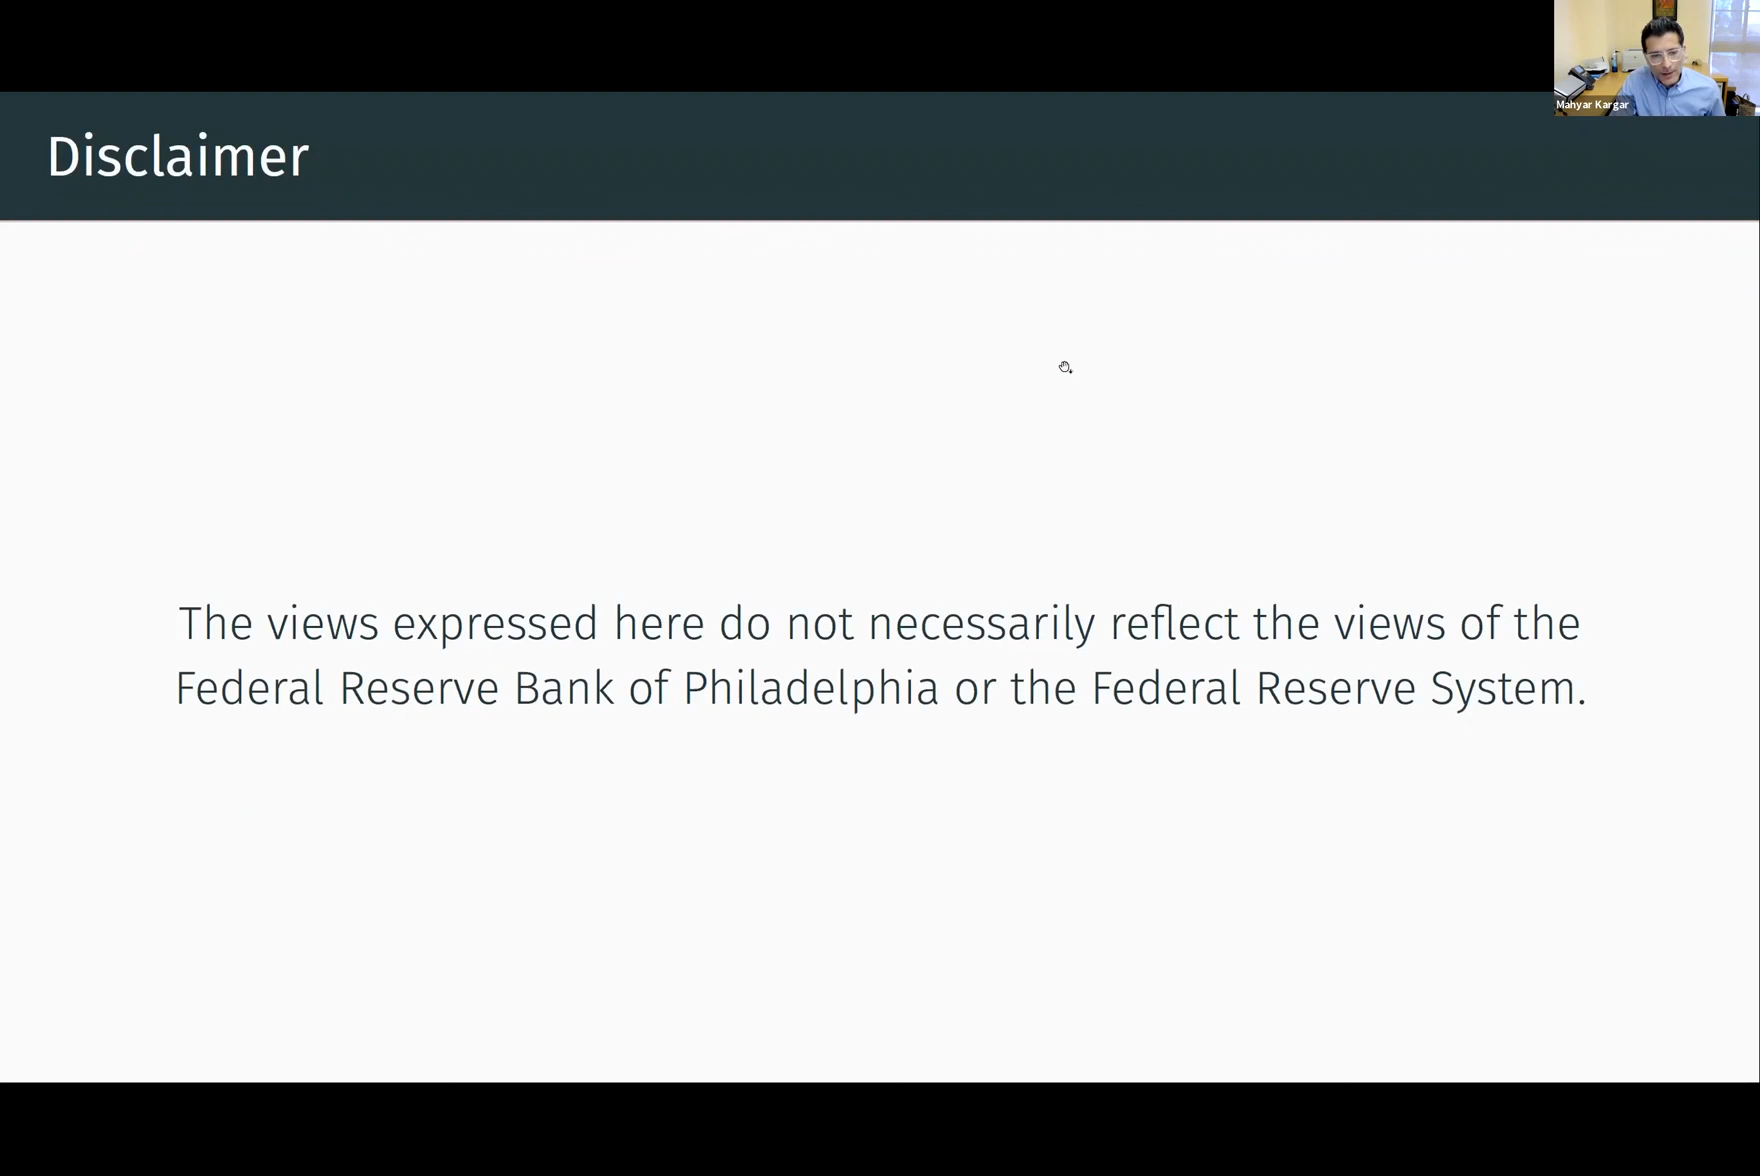 Mahyar Kargar
Disclaimer
The views expressed here do not necessarily reflect the views of the
Federal Reserve Bank of Philadelphia or the Federal Reserve System.